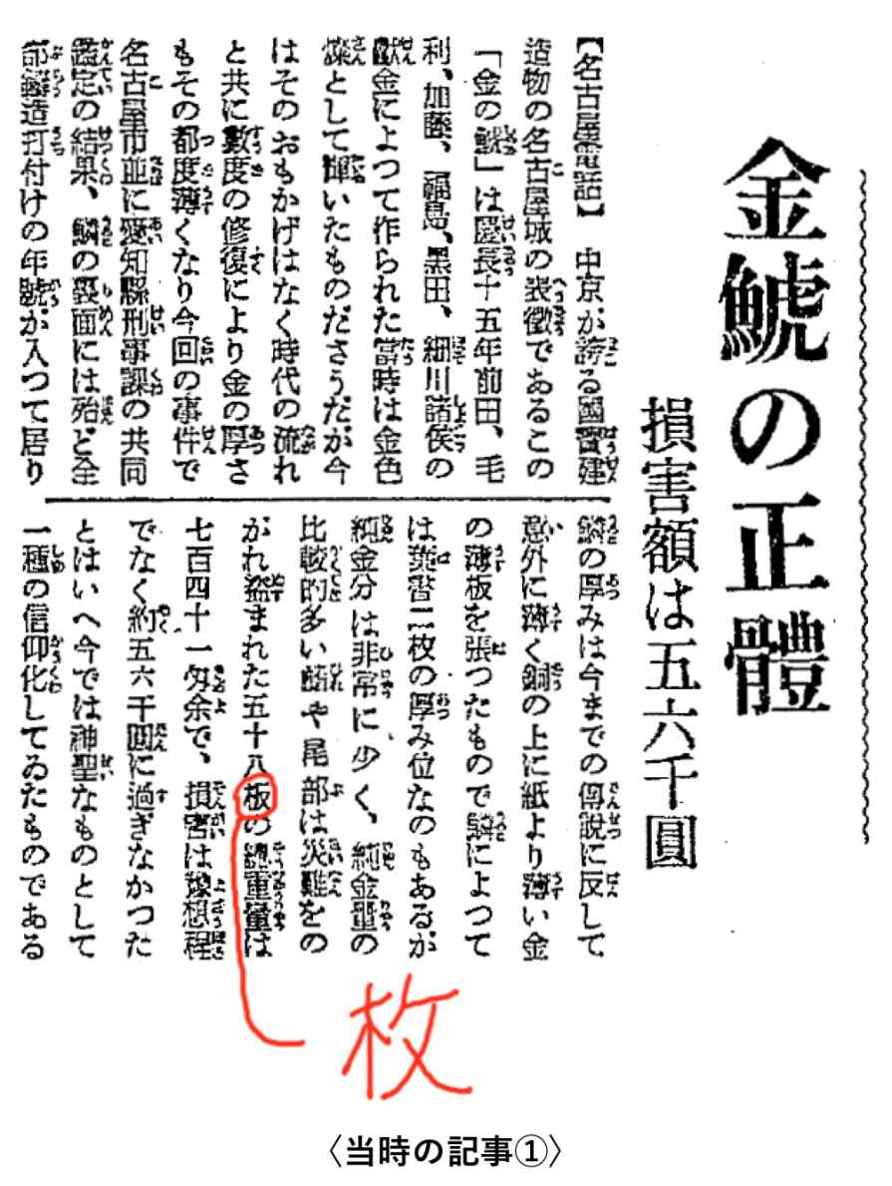 金鯱の正體
損害額は五六千圓
【名古屋電話】中京が誇る國寶建
造物の名古屋城の表徴であるこの
「金の鯱」は慶長十五年前田、毛
利、加藤、福島、黒田、細川諸侯の
献金によつて作られた當時は金色
燦として輝いたものださうだが今
はそのおもかげはなく時代の流れ
と共に數度の修復により金の厚さ
もその都度薄くなり今回の事件で
名古屋市並に愛知縣刑事課の共同
鑑定の結果、鱗の裏面には殆ど全
部鑄造打付けの年號が入つて居り
鱗の厚みは今までの傳說に反して
意外に薄く銅の上に紙より薄い金
の薄板を張つたもので鱗によつて
は葉書二枚の厚み位なのもあるが
純金分は非常に少く、純金量の
比較的多い鰭や尾部は災難をの
がれ盜まれた五十八板の總重量は
七百四十一匁余で、損害は豫想程
でなく約五六千圓に過ぎなかつた
とはいへ今では神聖なものとして
一種の信仰化してゐたものである
枚
〈当時の記事①〉